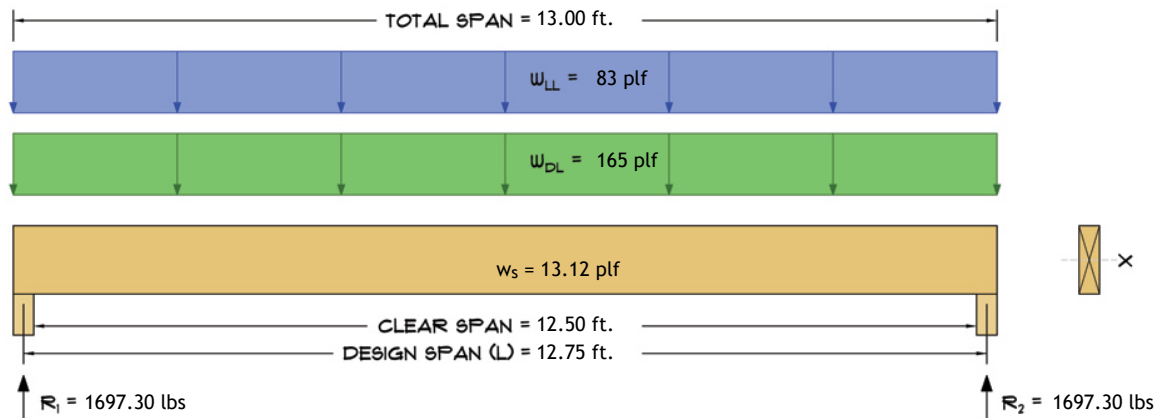 TOTAL SPAN = 13.00 ft.
WLL = 83 plf
WDL = 165 plf
ws = 13.12 plf
X
CLEAR SPAN = 12.50 ft.
DESIGN SPAN (L) = 12.75 ft.
R1 = 1697.30 lbs
R2 = 1697.30 lbs